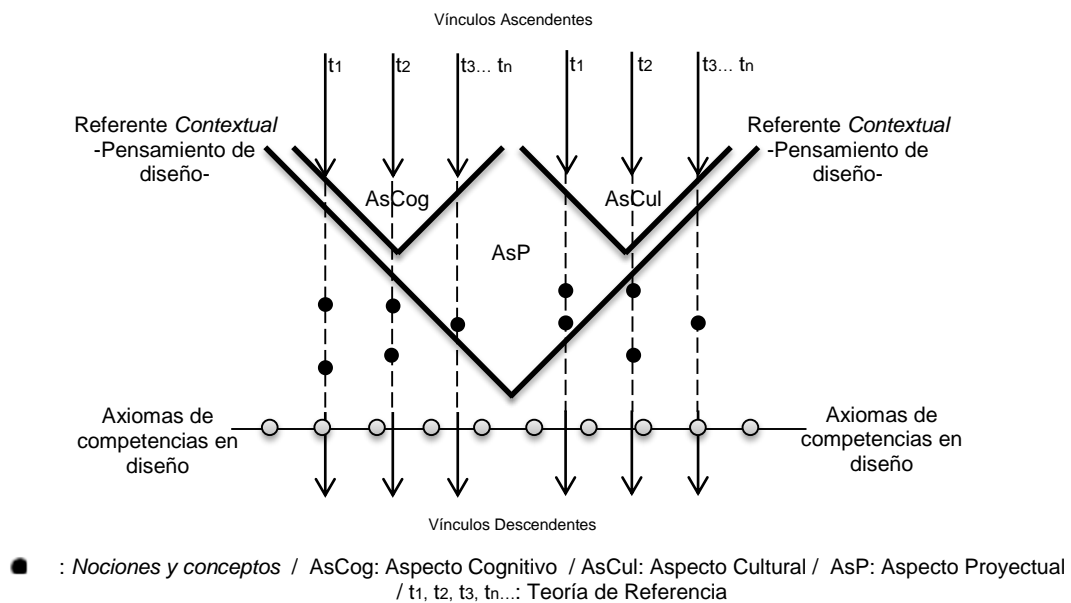 Vínculos Ascendentes
t1 t2 t3... tn t1 t2 t3... tn
Referente Contextual
-Pensamiento de
diseño-
Referente Contextual
-Pensamiento de
diseño-
AsCog
AsCul
AsP
Axiomas de
competencias en
diseño
Axiomas de
competencias en
diseño
Vínculos Descendentes
: Nociones y conceptos / AsCog: Aspecto Cognitivo / AsCul: Aspecto Cultural / AsP: Aspecto Proyectual
/ t1, t2, t3, tn...: Teoría de Referencia